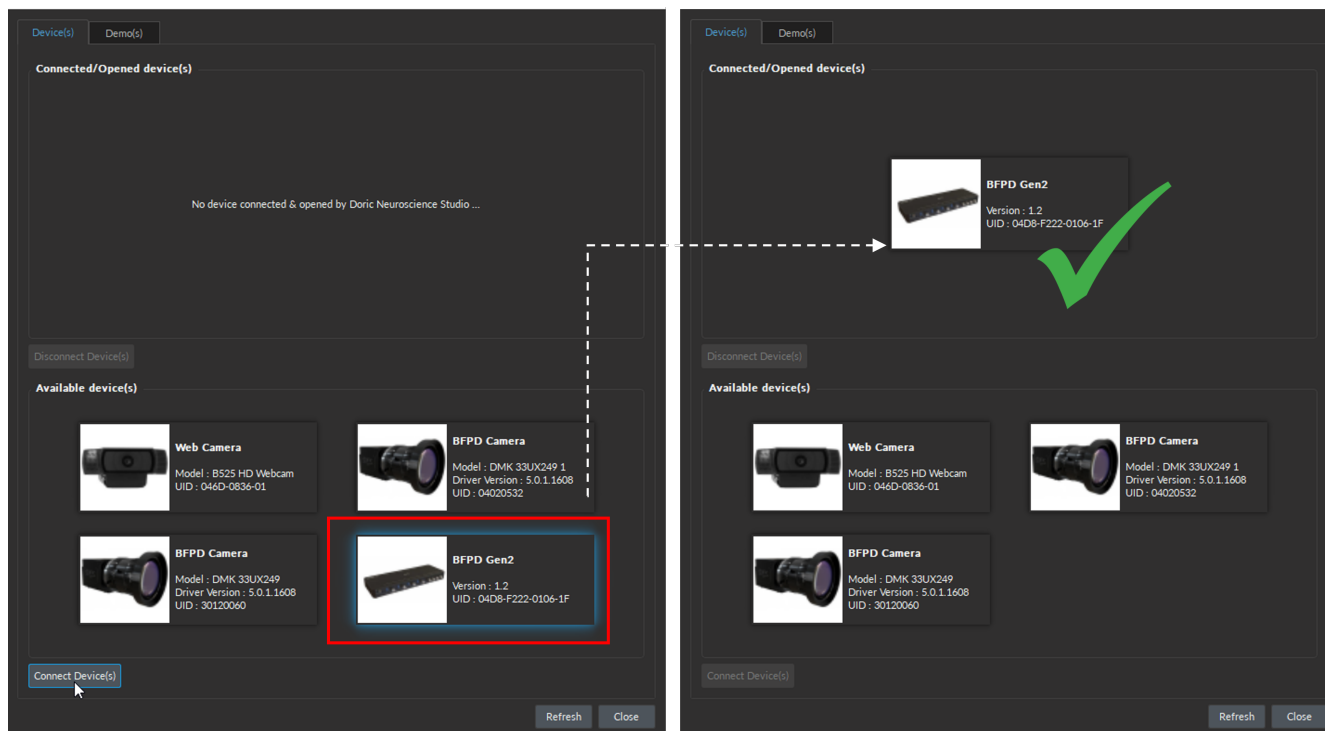 Device(s)
Demo(s)
Connected/Opened device(s)
No device connected & opened by Doric Neuroscience Studio ...
Disconnect Device(s)
Available device(s)
Web Camera
Model : B525 HD Webcam
UID : 046D-0836-01
BFPD Camera
Model : DMK 33UX249 1
Driver Version : 5.0.1.1608
UID : 04020532
BFPD Camera
Model : DMK 33UX249
Driver Version : 5.0.1.1608
UID : 30120060
BFPD Gen2
Version : 1.2
UID : 04D8-F222-0106-1F
Connect Device(s)
Refresh
Close
Device(s)
Demo(s)
Connected/Opened device(s)
BFPD Gen2
Version : 1.2
UID : 04D8-F222-0106-1F
Disconnect Device(s)
Available device(s)
Web Camera
Model : B525 HD Webcam
UID : 046D-0836-01
BFPD Camera
Model : DMK 33UX249 1
Driver Version : 5.0.1.1608
UID : 04020532
BFPD Camera
Model : DMK 33UX249
Driver Version : 5.0.1.1608
UID : 30120060
Connect Device(s)
Refresh
Close